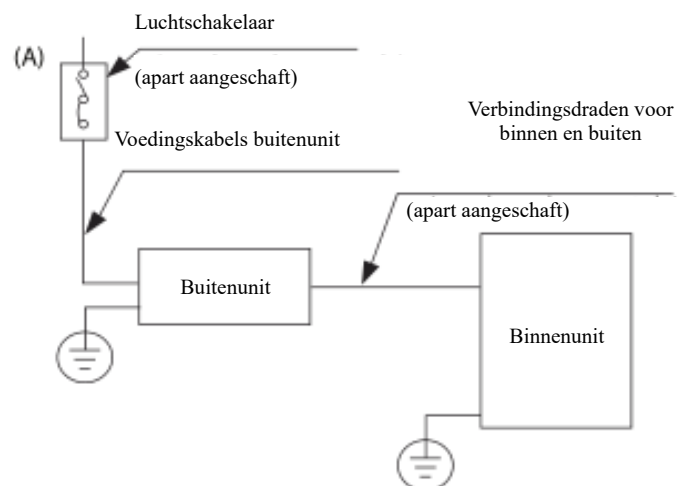 Luchtschakelaar
(A)
(apart aangeschaft)
Verbindingsdraden voor
binnen en buiten
Voedingskabels buitenunit
(apart aangeschaft)
Buitenunit
Binnenunit